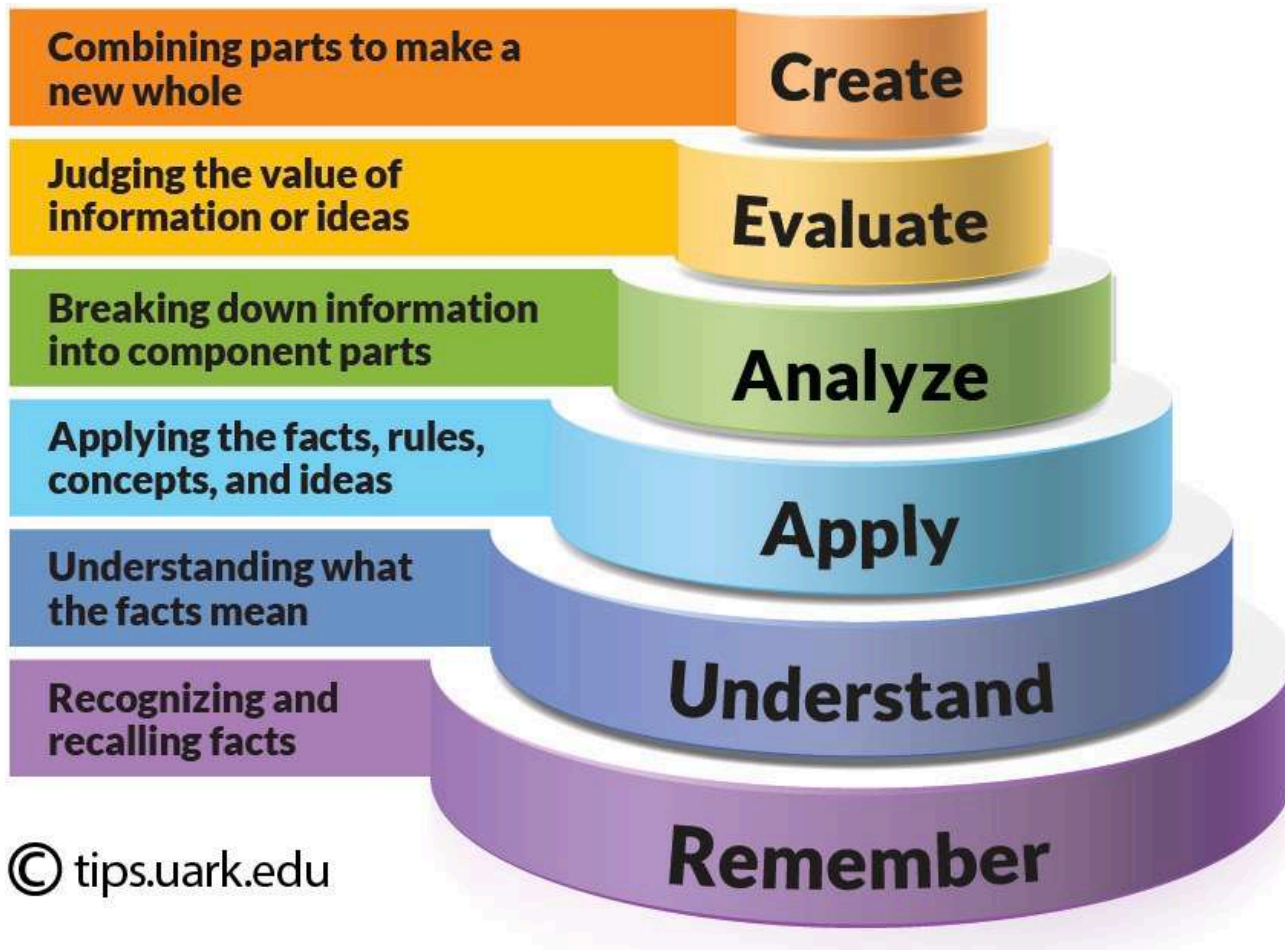 Combining parts to make a
new whole
Create
Judging the value of
information or ideas
Evaluate
Breaking down information
into component parts
Analyze
Applying the facts, rules,
concepts, and ideas
Apply
Understanding what
the facts mean
Understand
Recognizing and
recalling facts
Remember
© tips.uark.edu